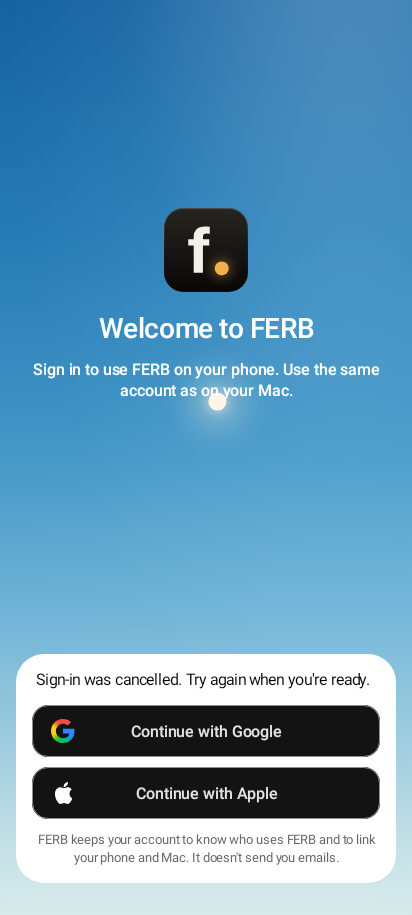 f.
Welcome to FERB
Sign in to use FERB on your phone. Use the same
account as on your Mac.
Sign-in was cancelled. Try again when you're ready.
Continue with Google
Continue with Apple
FERB keeps your account to know who uses FERB and to link
your phone and Mac. It doesn't send you emails.